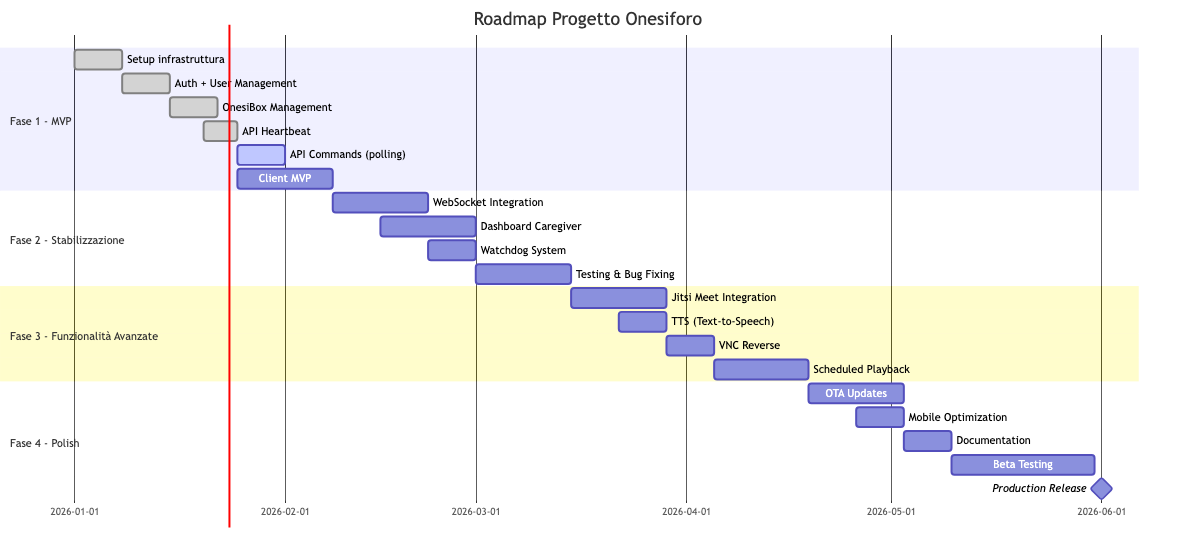 Roadmap Progetto Onesiforo
Fase 1 - MVP
Setup infrastruttura
Auth + User Management
OnesiBox Management
API Heartbeat
API Commands (polling)
Client MVP
Fase 2 - Stabilizzazione
WebSocket Integration
Dashboard Caregiver
Watchdog System
Testing & Bug Fixing
Fase 3 - Funzionalità Avanzate
Jitsi Meet Integration
TTS (Text-to-Speech)
VNC Reverse
Scheduled Playback
Fase 4 - Polish
OTA Updates
Mobile Optimization
Documentation
Beta Testing
Production Release
2026-01-01
2026-02-01
2026-03-01
2026-04-01
2026-05-01
2026-06-01